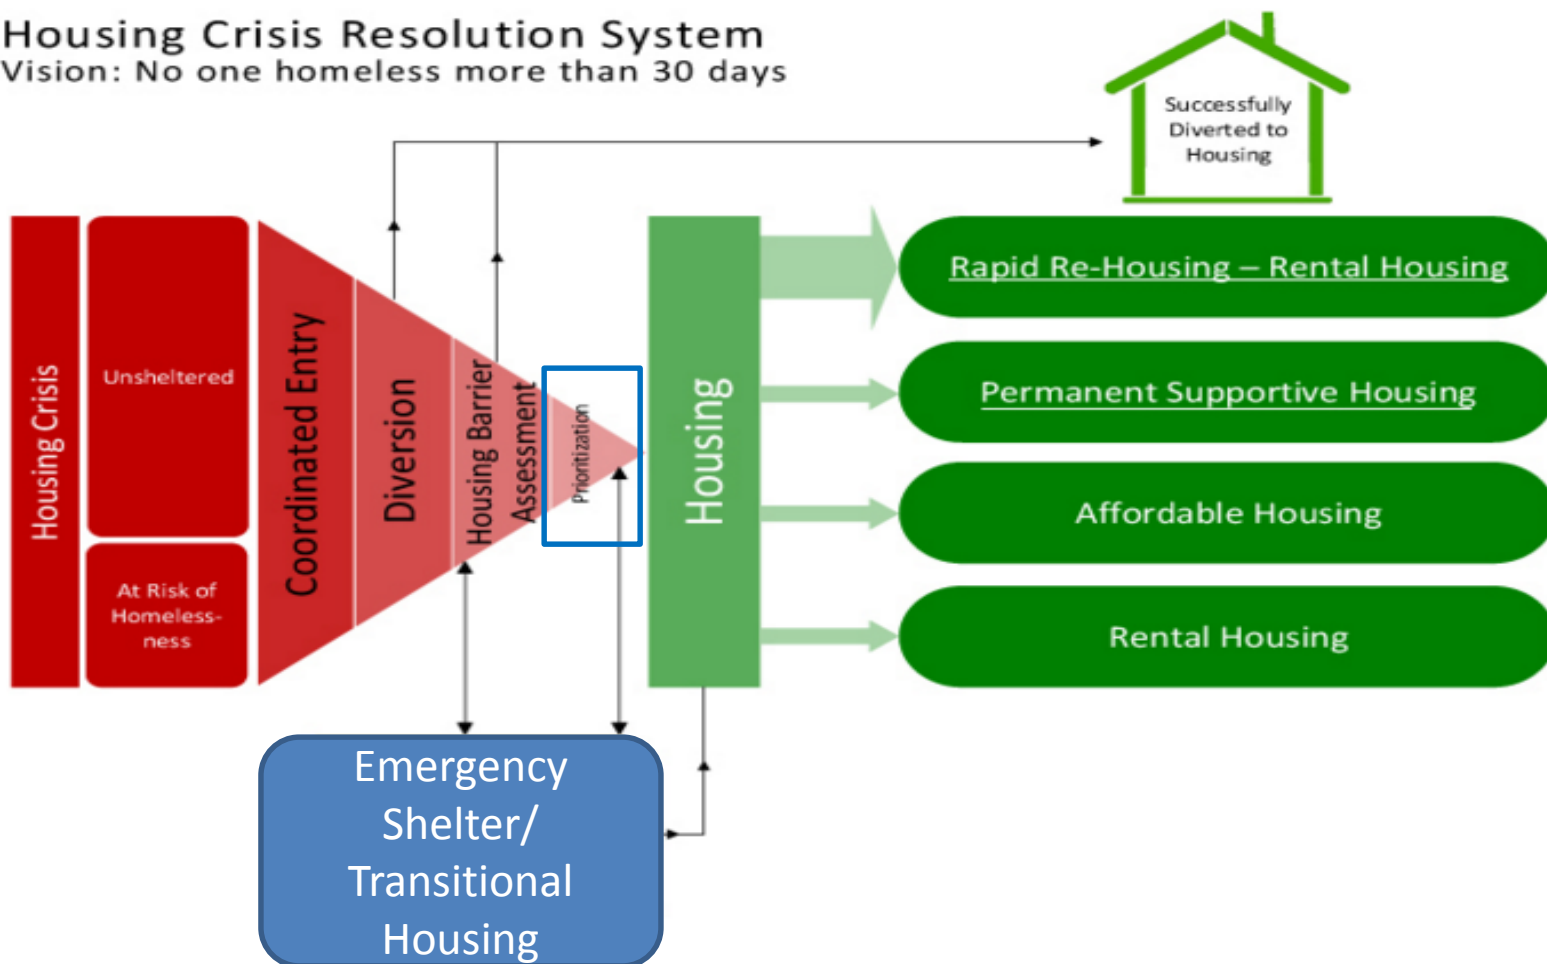 Housing Crisis Resolution System
Vision: No one homeless more than 30 days
Successfully
Diverted to
Housing
Housing Crisis
Unsheltered
At Risk of
Homeless-
ness
Coordinated Entry
Diversion
Housing Barrier
Assessment
Prioritization
Housing
Rapid Re-Housing – Rental Housing
Permanent Supportive Housing
Affordable Housing
Rental Housing
Emergency
Shelter/
Transitional
Housing